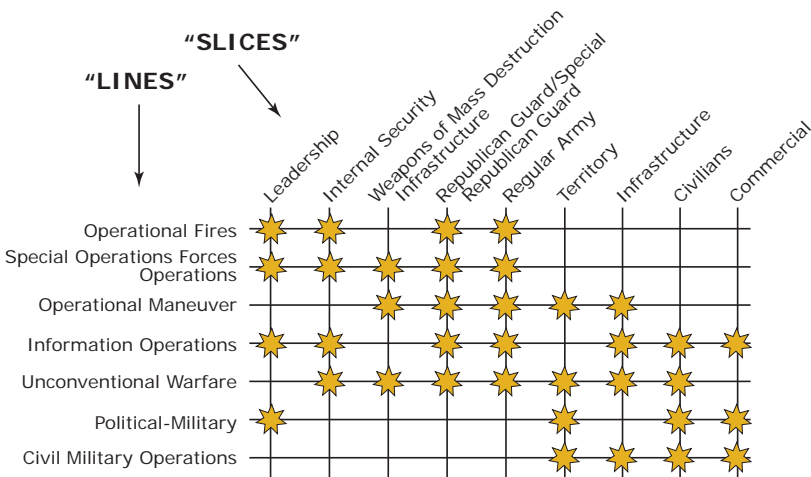 “SLICES”
“LINES”
Leadership
Internal Security
Weapons of Mass Destruction
Infrastructure
Republican Guard/Special
Republican Guard
Regular Army
Territory
Infrastructure
Civilians
Commercial
Operational Fires
Special Operations Forces
Operations
Operational Maneuver
Information Operations
Unconventional Warfare
Political-Military
Civil Military Operations